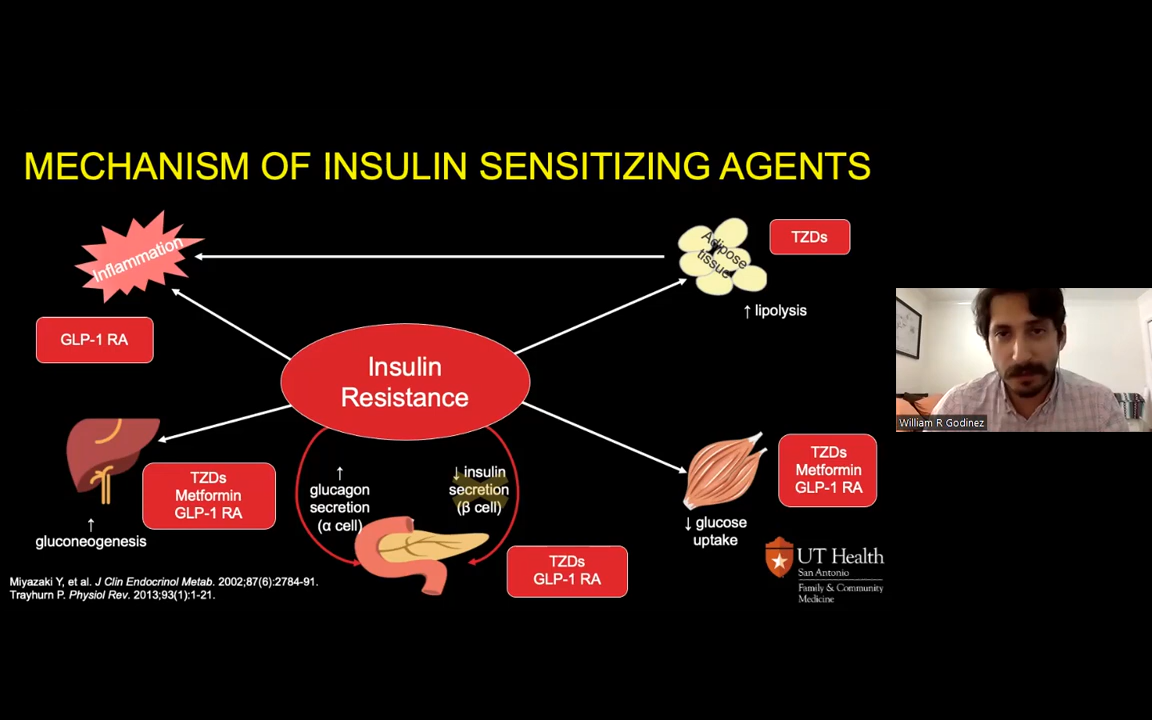 MECHANISM OF INSULIN SENSITIZING AGENTS
Inflammation
Adipose
tissue
TZDs
↑ lipolysis
GLP-1 RA
Insulin
Resistance
TZDs
Metformin
GLP-1 RA
↑
gluconeogenesis
↑
glucagon
secretion
(α cell)
↓ insulin
secretion
(β cell)
TZDs
GLP-1 RA
TZDs
Metformin
GLP-1 RA
↓ glucose
uptake
Miyazaki Y, et al. J Clin Endocrinol Metab. 2002;87(6):2784-91.
Trayhurn P. Physiol Rev. 2013;93(1):1-21.
UT Health
San Antonio
Family & Community
Medicine
William R Godinez